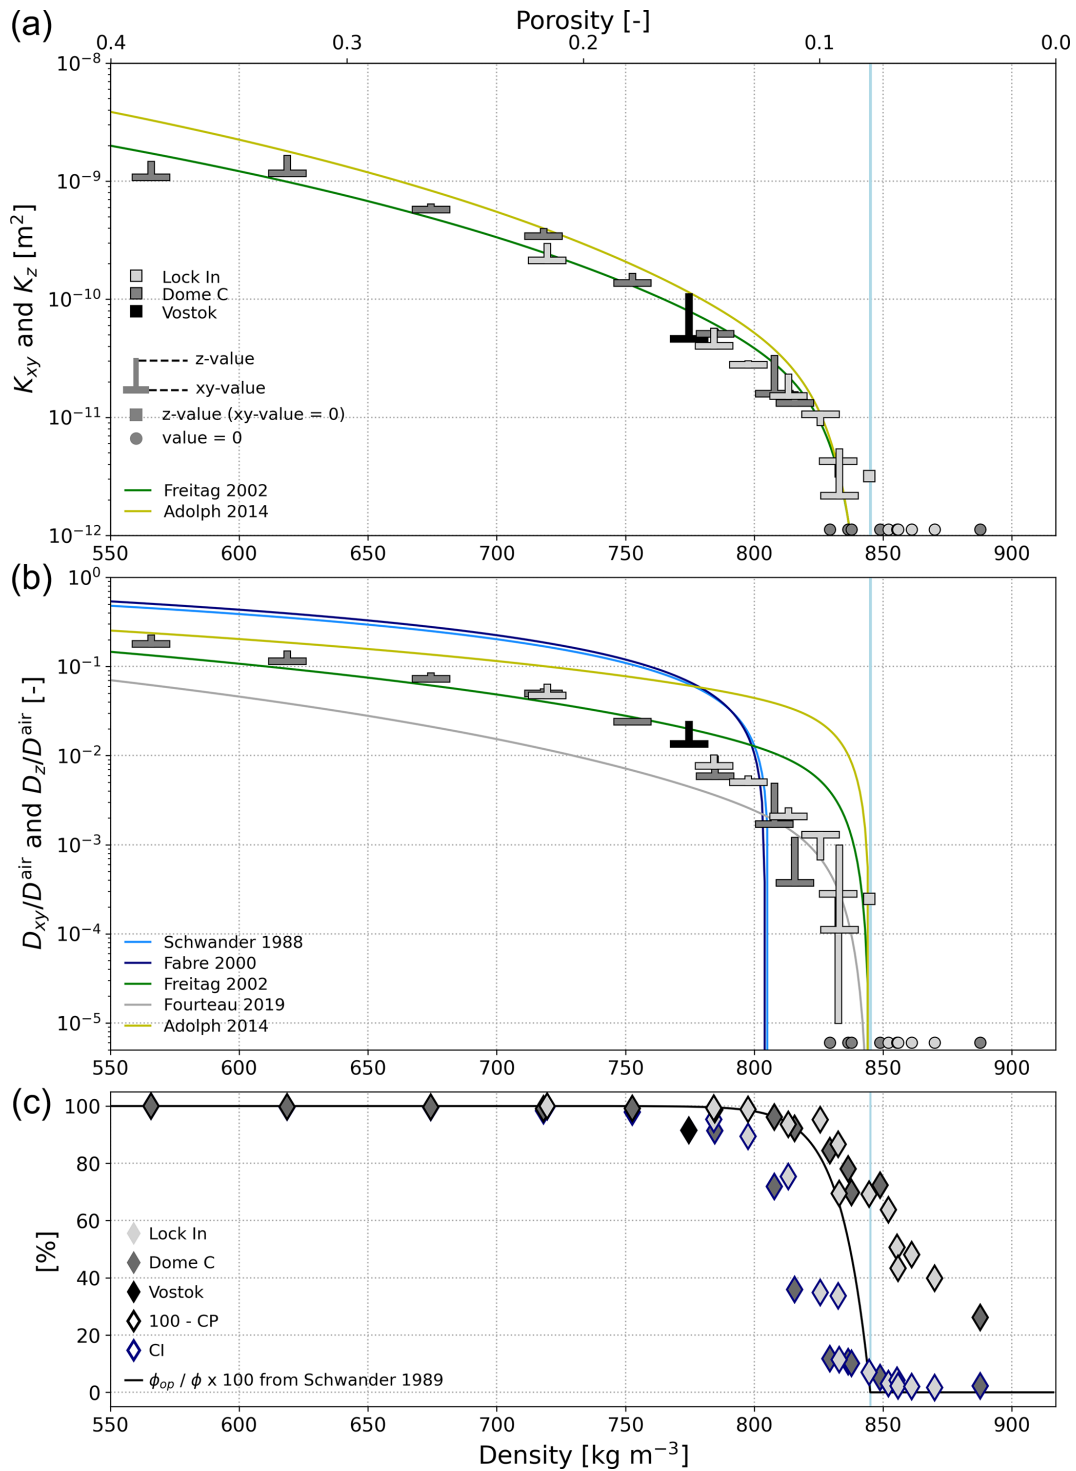 (a)
Porosity [-]
0.4 0.3 0.2 0.1 0.0
10⁻⁸
10⁻⁹
10⁻¹⁰
10⁻¹¹
10⁻¹²
K_xy and K_z [m²]
Lock In
Dome C
Vostok
z-value
xy-value
z-value (xy-value = 0)
value = 0
Freitag 2002
Adolph 2014
550 600 650 700 750 800 850 900
(b)
10⁰
10⁻¹
10⁻²
10⁻³
10⁻⁴
10⁻⁵
D_xy/D^air and D_z/D^air [-]
Schwander 1988
Fabre 2000
Freitag 2002
Fourteau 2019
Adolph 2014
550 600 650 700 750 800 850 900
(c)
100
80
60
40
20
0
[%]
Lock In
Dome C
Vostok
100 - CP
CI
ϕ_op / ϕ x 100 from Schwander 1989
550 600 650 700 750 800 850 900
Density [kg m⁻³]